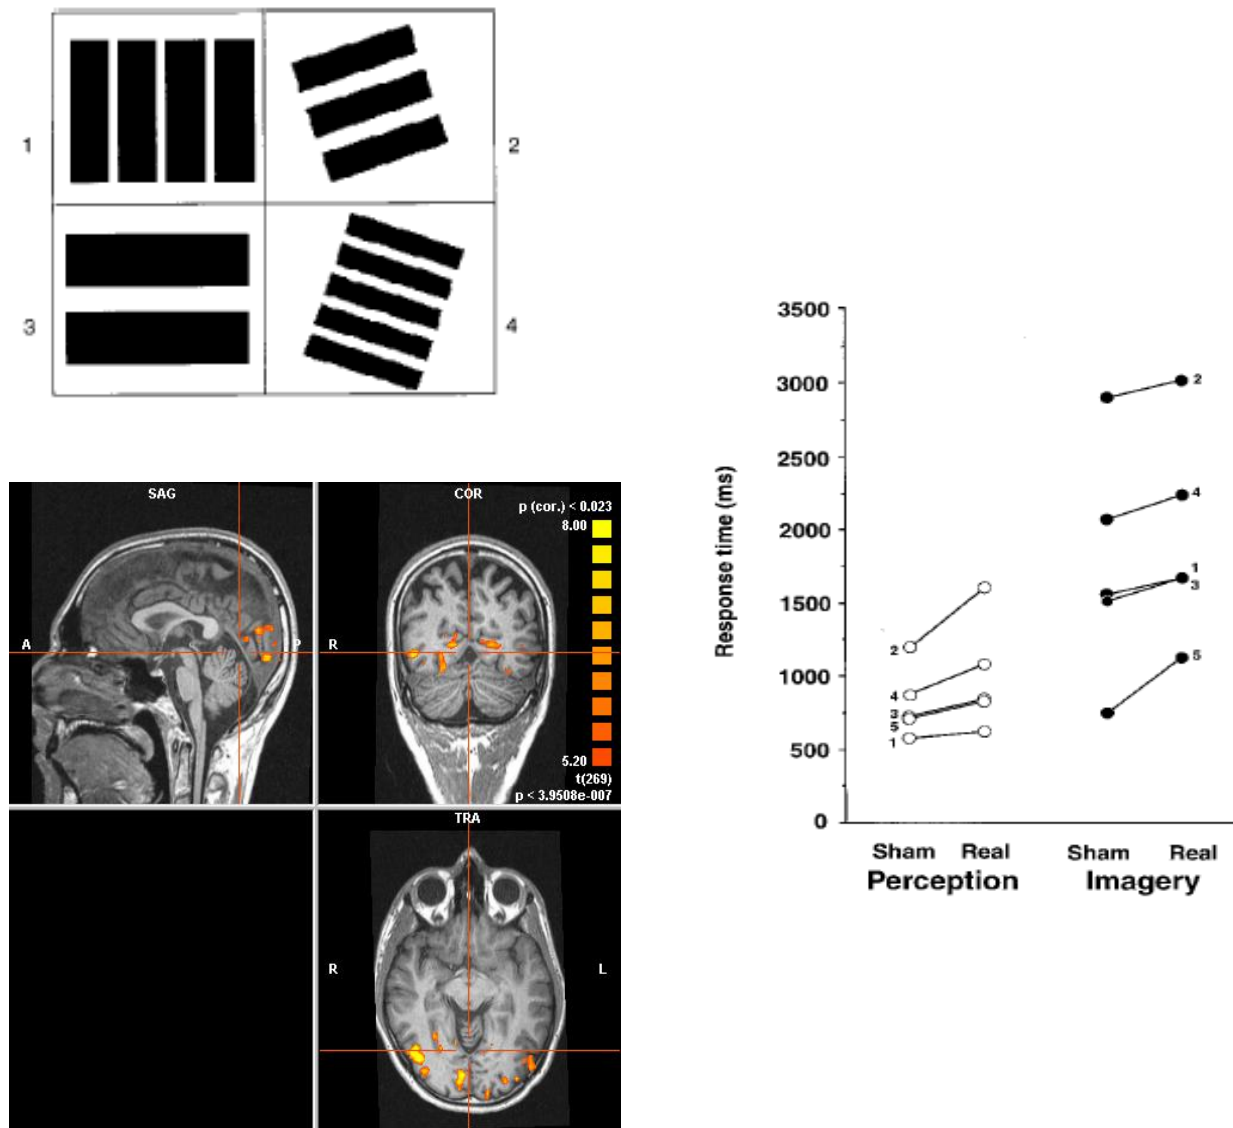 1
2
3
4
SAG
A
P
COR
p (cor.) < 0.023
8.00
R
5.20
t(269)
p < 3.9508e-007
TRA
R
L
Response time (ms)
3500
3000
2500
2000
1500
1000
500
0
2
4
3
5
1
2
4
1
3
5
Sham Real
Perception
Sham Real
Imagery